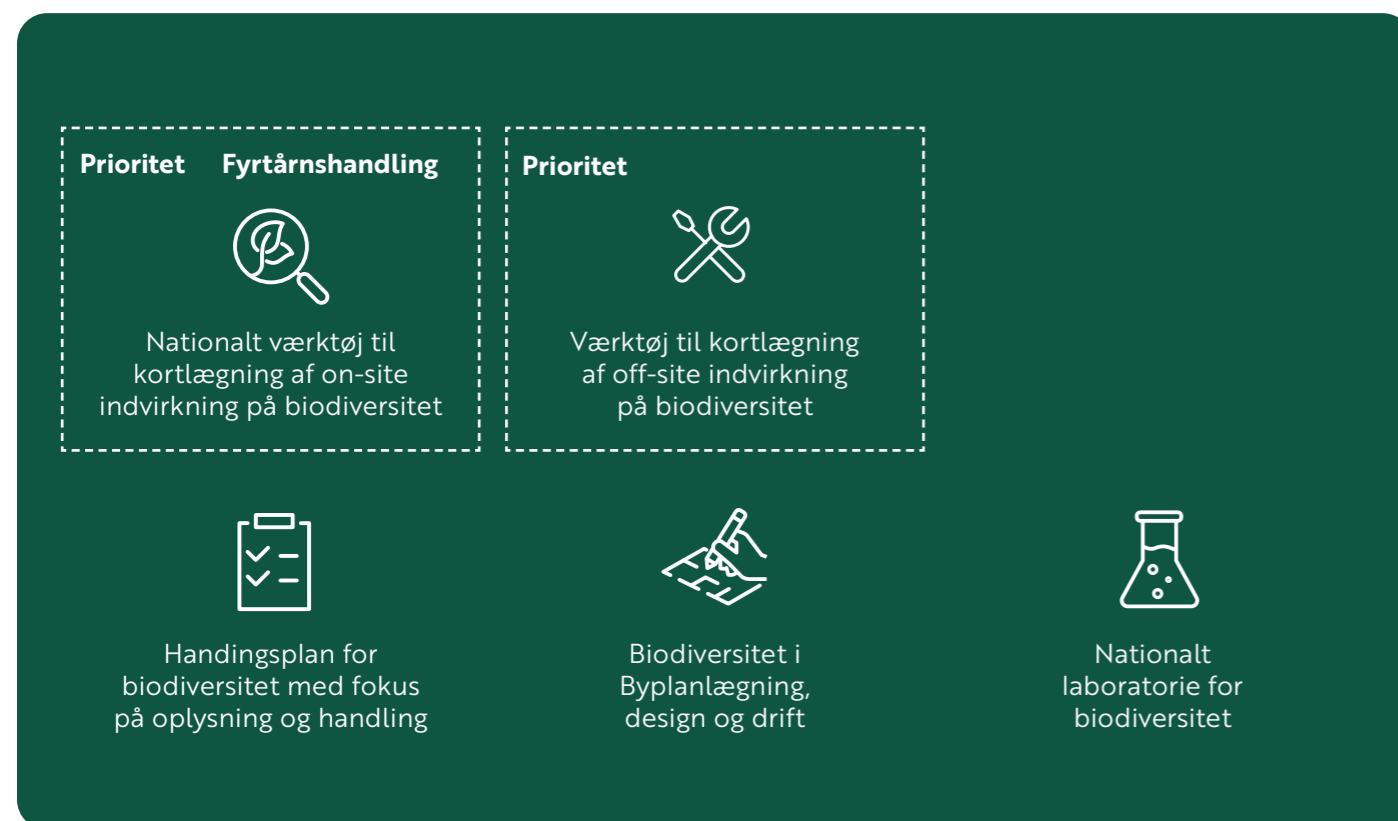 Prioritet Fyrtårnshandling
Nationalt værktøj til
kortlægning af on-site
indvirkning på biodiversitet
Prioritet
Værktøj til kortlægning
af off-site indvirkning
på biodiversitet
Handingsplan for
biodiversitet med fokus
på oplysning og handling
Biodiversitet i
Byplanlægning,
design og drift
Nationalt
laboratorie for
biodiversitet